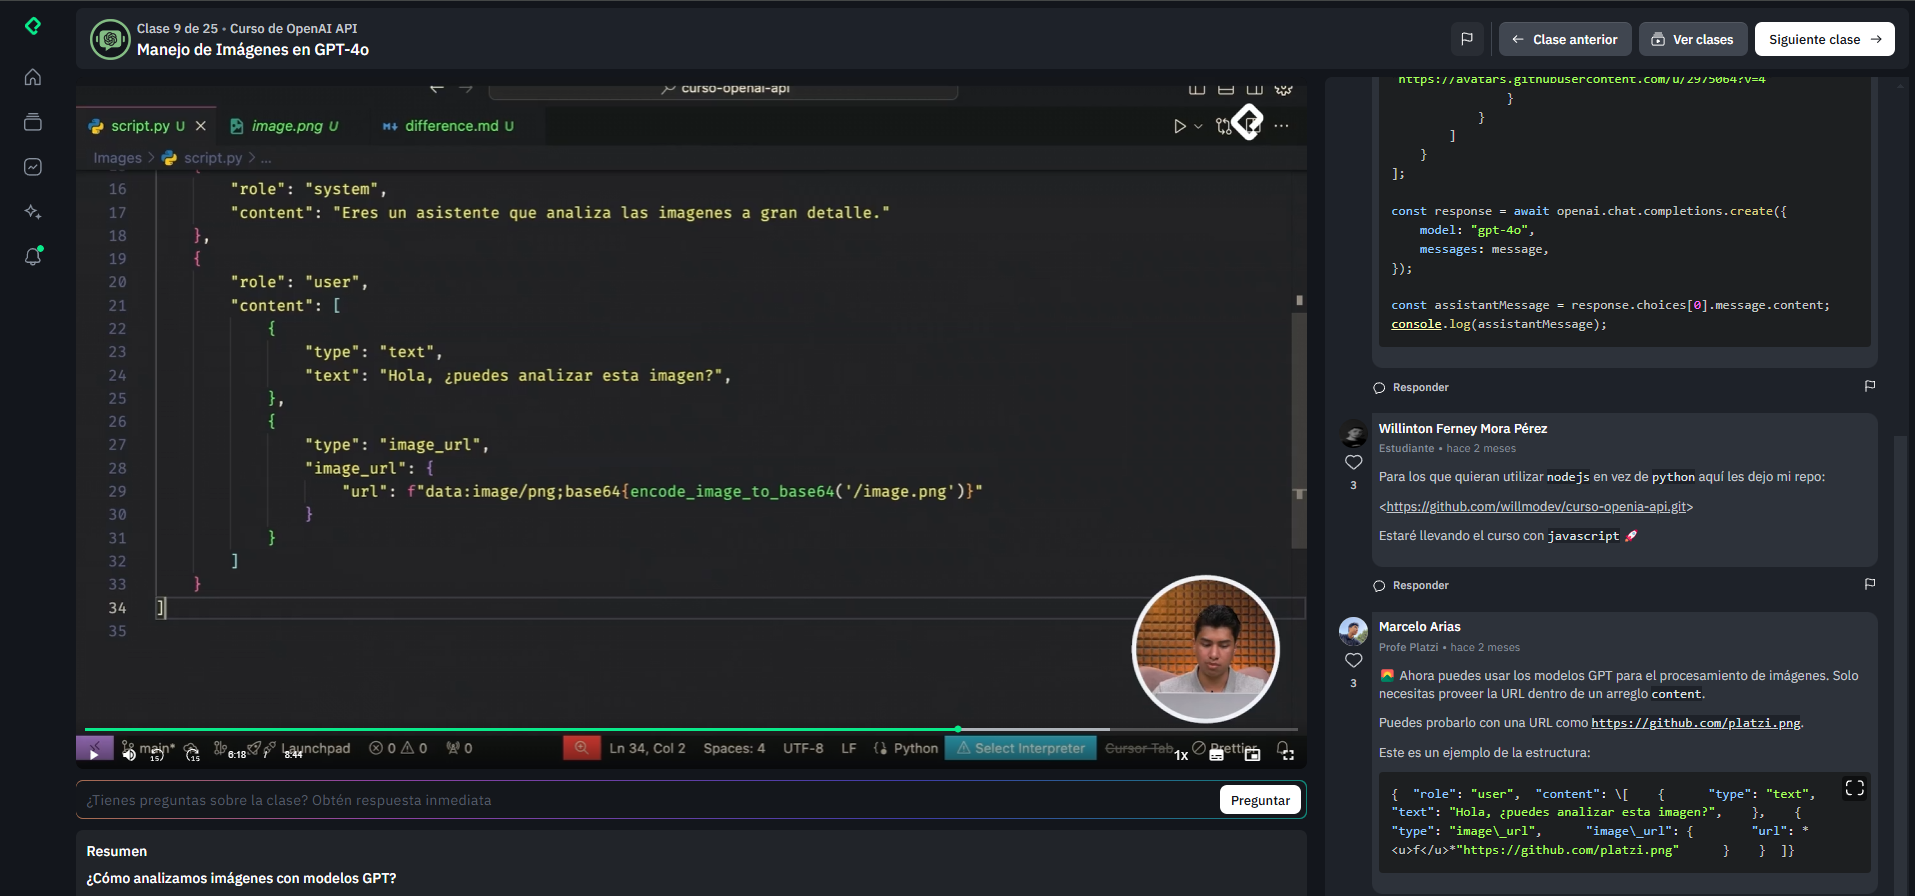 Clase 9 de 25 • Curso de OpenAI API
Manejo de Imágenes en GPT-4o
Clase anterior
Ver clases
Siguiente clase
curso-openai-api
script.py U
image.png U
difference.md U
Images > script.py > ...
16 "role": "system",
17 "content": "Eres un asistente que analiza las imagenes a gran detalle."
18 },
19 {
20 "role": "user",
21 "content": [
22 {
23 "type": "text",
24 "text": "Hola, ¿puedes analizar esta imagen?",
25 },
26 {
27 "type": "image_url",
28 "image_url": {
29 "url": f"data:image/png;base64{encode_image_to_base64('/image.png')}"
30 }
31 }
32 ]
33 }
34 ]
35
main*
15
15
6:18 / 8:44
Launchpad
0
0
0
Ln 34, Col 2
Spaces: 4
UTF-8
LF
Python
Select Interpreter
Cursor Tab
1x
Prettier
¿Tienes preguntas sobre la clase? Obtén respuesta inmediata
Preguntar
Resumen
¿Cómo analizamos imágenes con modelos GPT?
https://avatars.githubusercontent.com/u/2975064?v=4
}
}
]
}
];
const response = await openai.chat.completions.create({
model: "gpt-4o",
messages: message,
});
const assistantMessage = response.choices[0].message.content;
console.log(assistantMessage);
Responder
Willinton Ferney Mora Pérez
Estudiante • hace 2 meses
3
Para los que quieran utilizar nodejs en vez de python aquí les dejo mi repo:
<https://github.com/willmodev/curso-openia-api.git>
Estaré llevando el curso con javascript 🚀
Responder
Marcelo Arias
Profe Platzi • hace 2 meses
3
🌄 Ahora puedes usar los modelos GPT para el procesamiento de imágenes. Solo
necesitas proveer la URL dentro de un arreglo content.
Puedes probarlo con una URL como https://github.com/platzi.png.
Este es un ejemplo de la estructura:
{ "role": "user", "content": \[ { "type": "text",
"text": "Hola, ¿puedes analizar esta imagen?", }, {
"type": "image\_url", "image\_url": { "url": *
<u>f</u>*"https://github.com/platzi.png" } } ]}